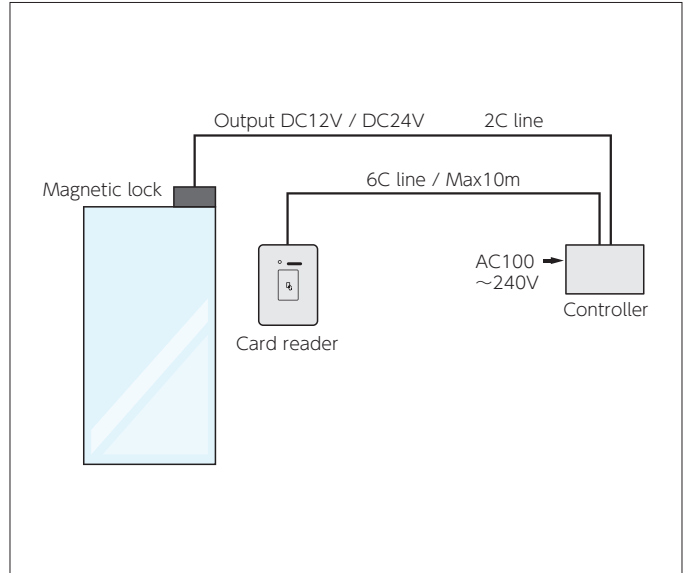 Output DC12V / DC24V 2C line
Magnetic lock
6C line / Max10m
AC100
～240V
Controller
Card reader